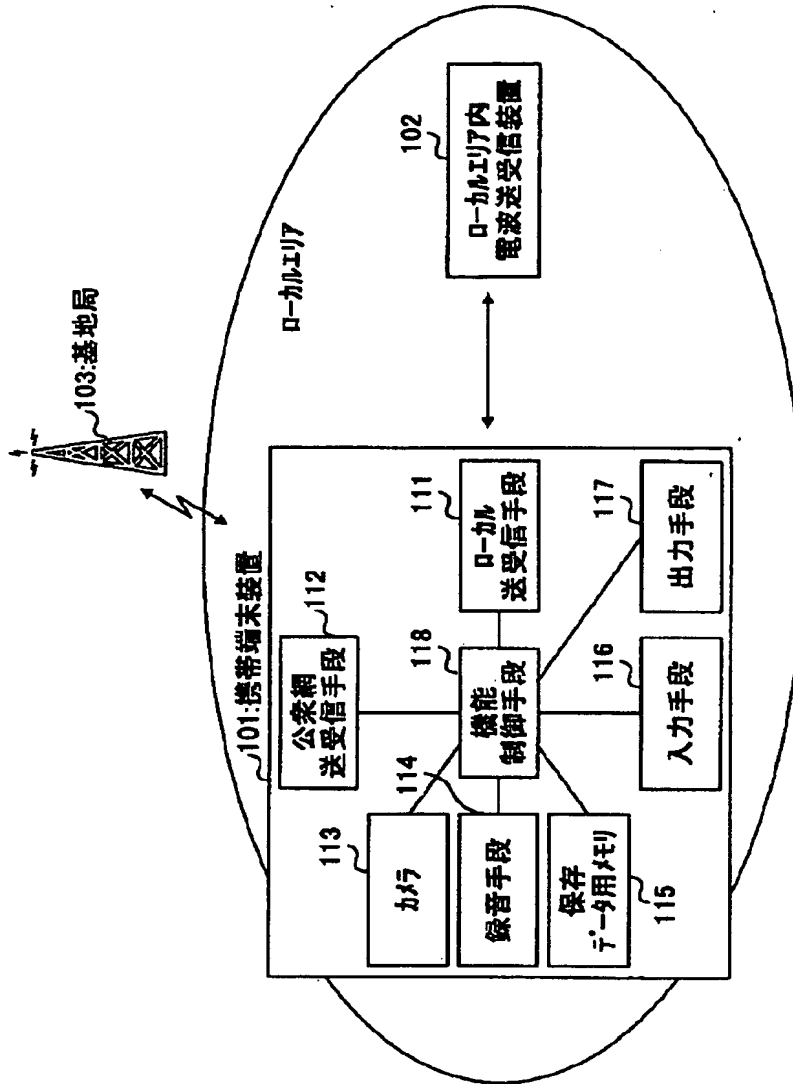 103:基地局
ローカルエリア
101:携帯端末装置
112
公衆網
送受信手段
113
カメラ
114
録音手段
保存
データ用メモリ
115
118
機能
制御手段
111
ローカル
送受信手段
116
入力手段
117
出力手段
102
ローカルエリア内
電波送受信装置